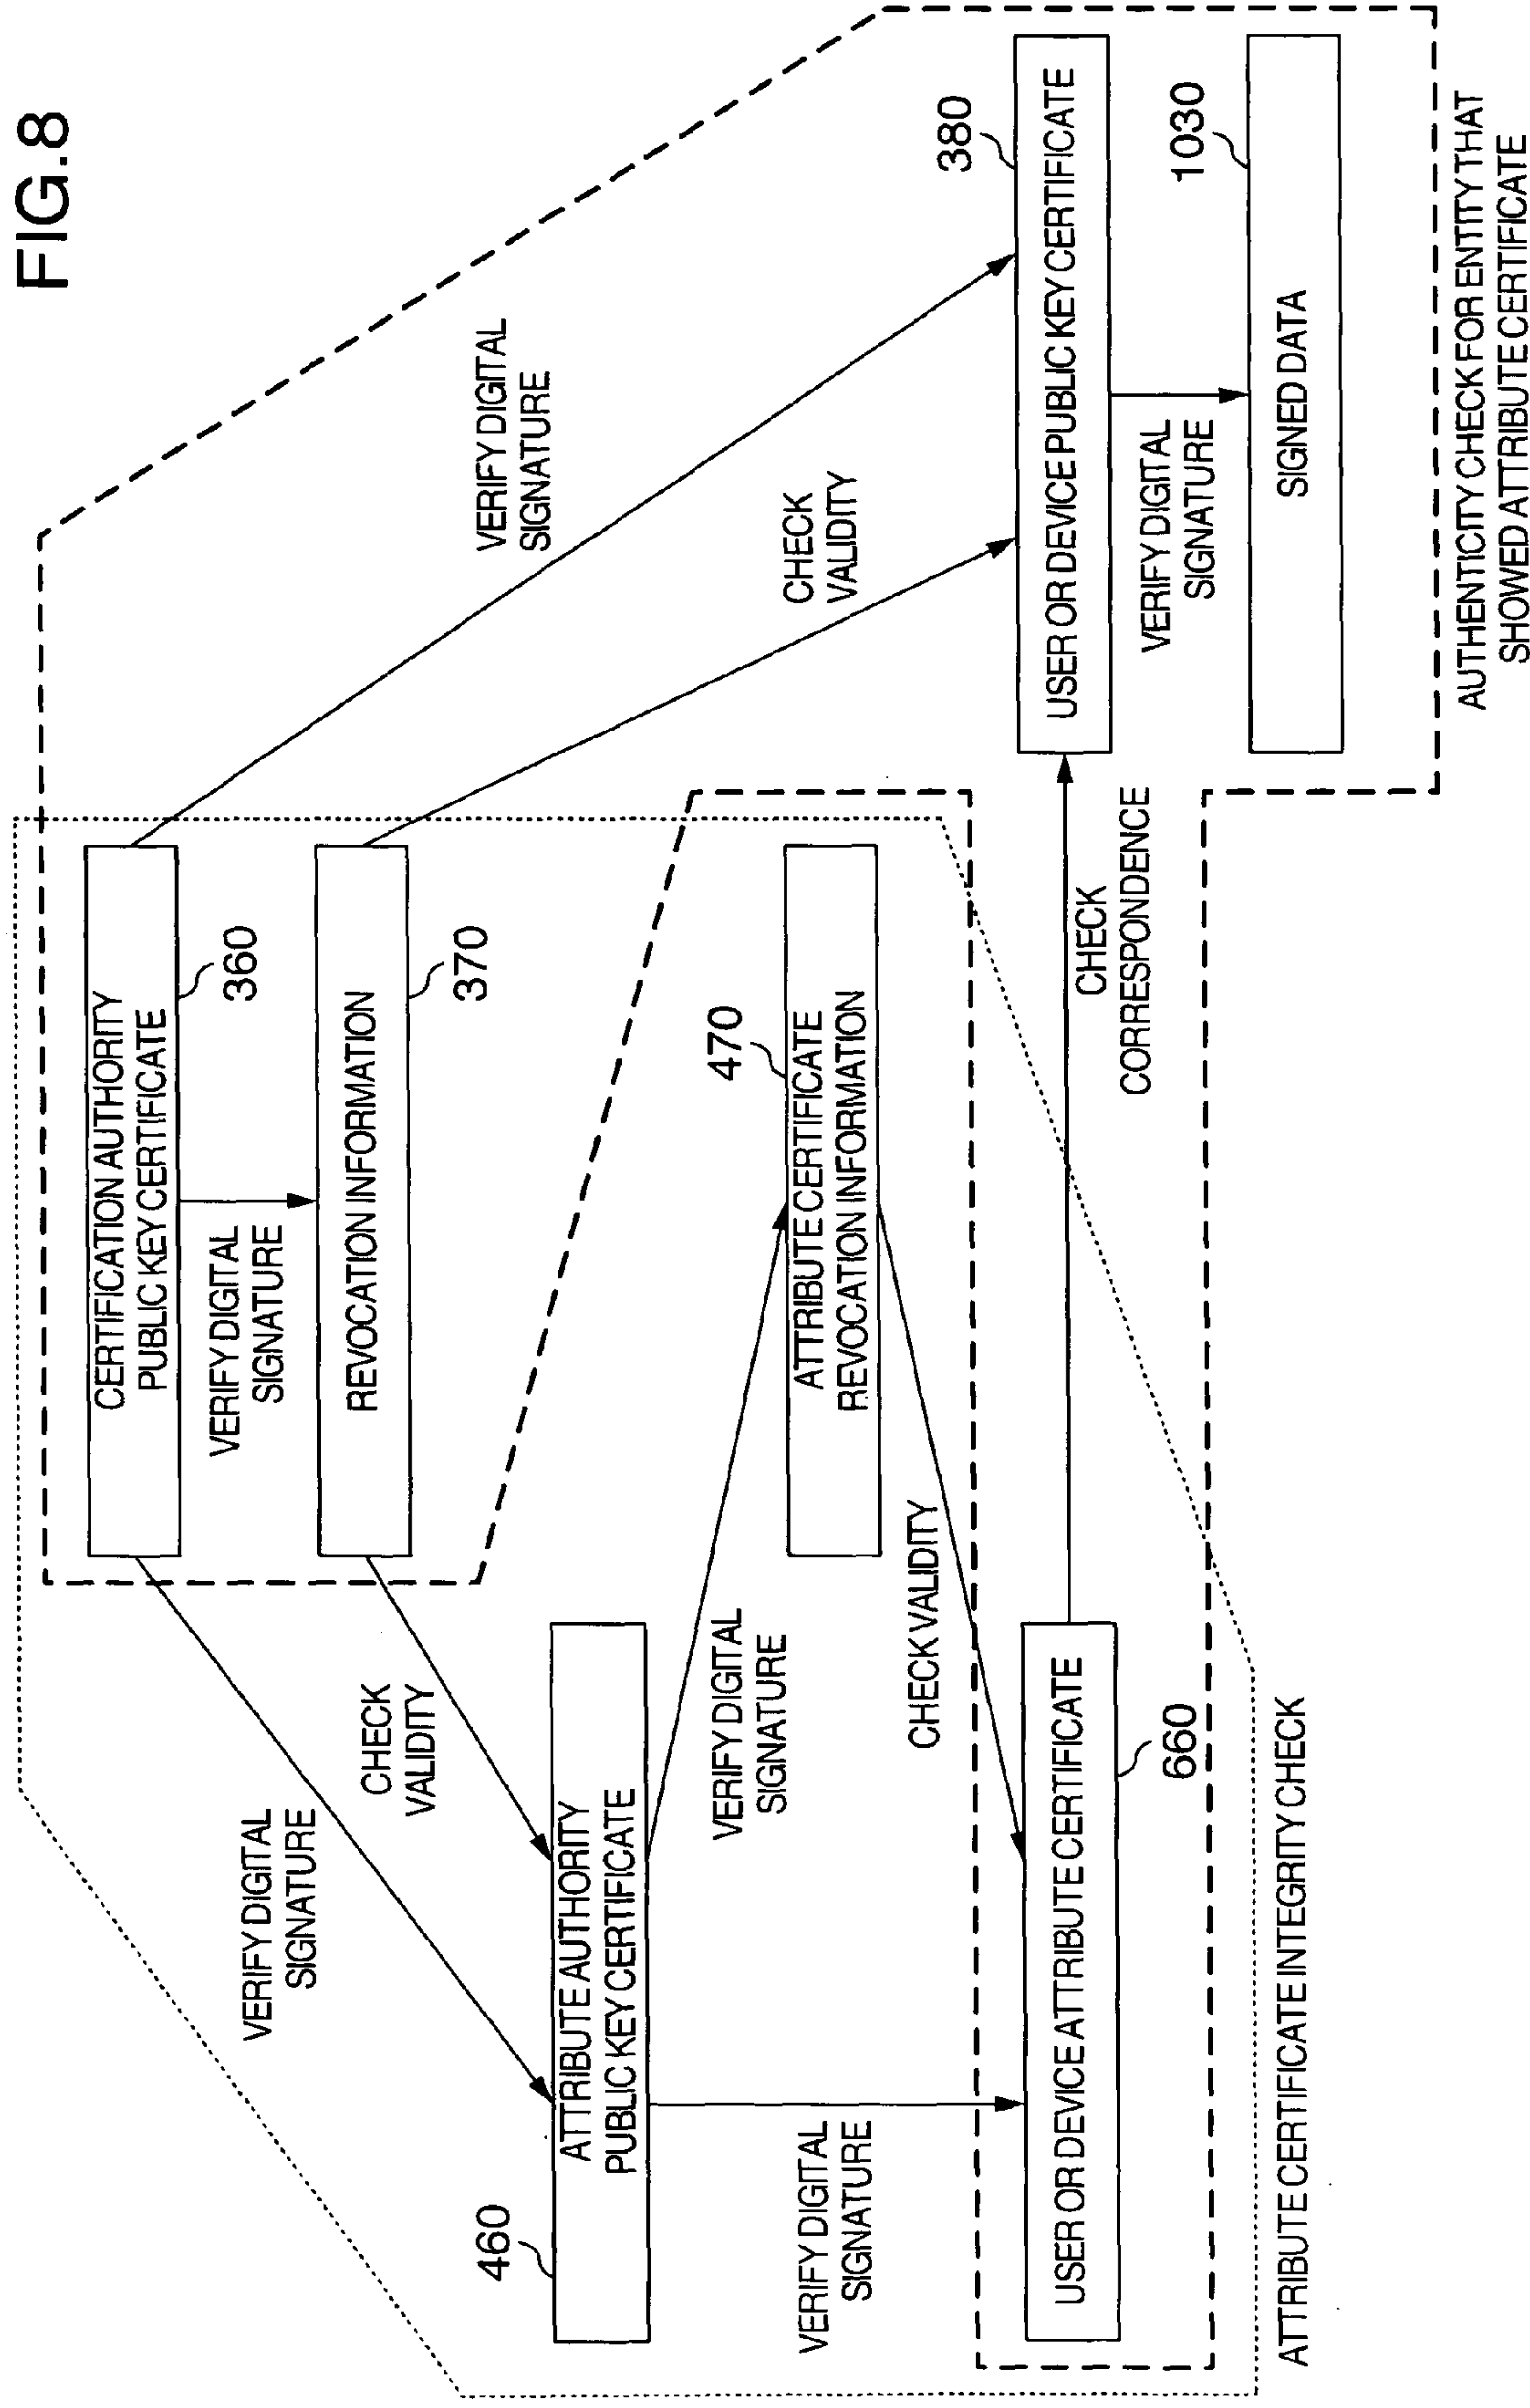 FIG.8
CERTIFICATION AUTHORITY
PUBLIC KEY CERTIFICATE
360
VERIFY DIGITAL
SIGNATURE
REVOCATION INFORMATION
370
VERIFY DIGITAL
SIGNATURE
CHECK
VALIDITY
VERIFY DIGITAL
SIGNATURE
CHECK
VALIDITY
460
ATTRIBUTE AUTHORITY
PUBLIC KEY CERTIFICATE
VERIFY DIGITAL
SIGNATURE
470
ATTRIBUTE CERTIFICATE
REVOCATION INFORMATION
VERIFY DIGITAL
SIGNATURE
CHECK VALIDITY
USER OR DEVICE ATTRIBUTE CERTIFICATE
660
CHECK
CORRESPONDENCE
380
USER OR DEVICE PUBLIC KEY CERTIFICATE
VERIFY DIGITAL
SIGNATURE
1030
SIGNED DATA
ATTRIBUTE CERTIFICATE INTEGRITY CHECK
AUTHENTICITY CHECK FOR ENTITY THAT
SHOWED ATTRIBUTE CERTIFICATE